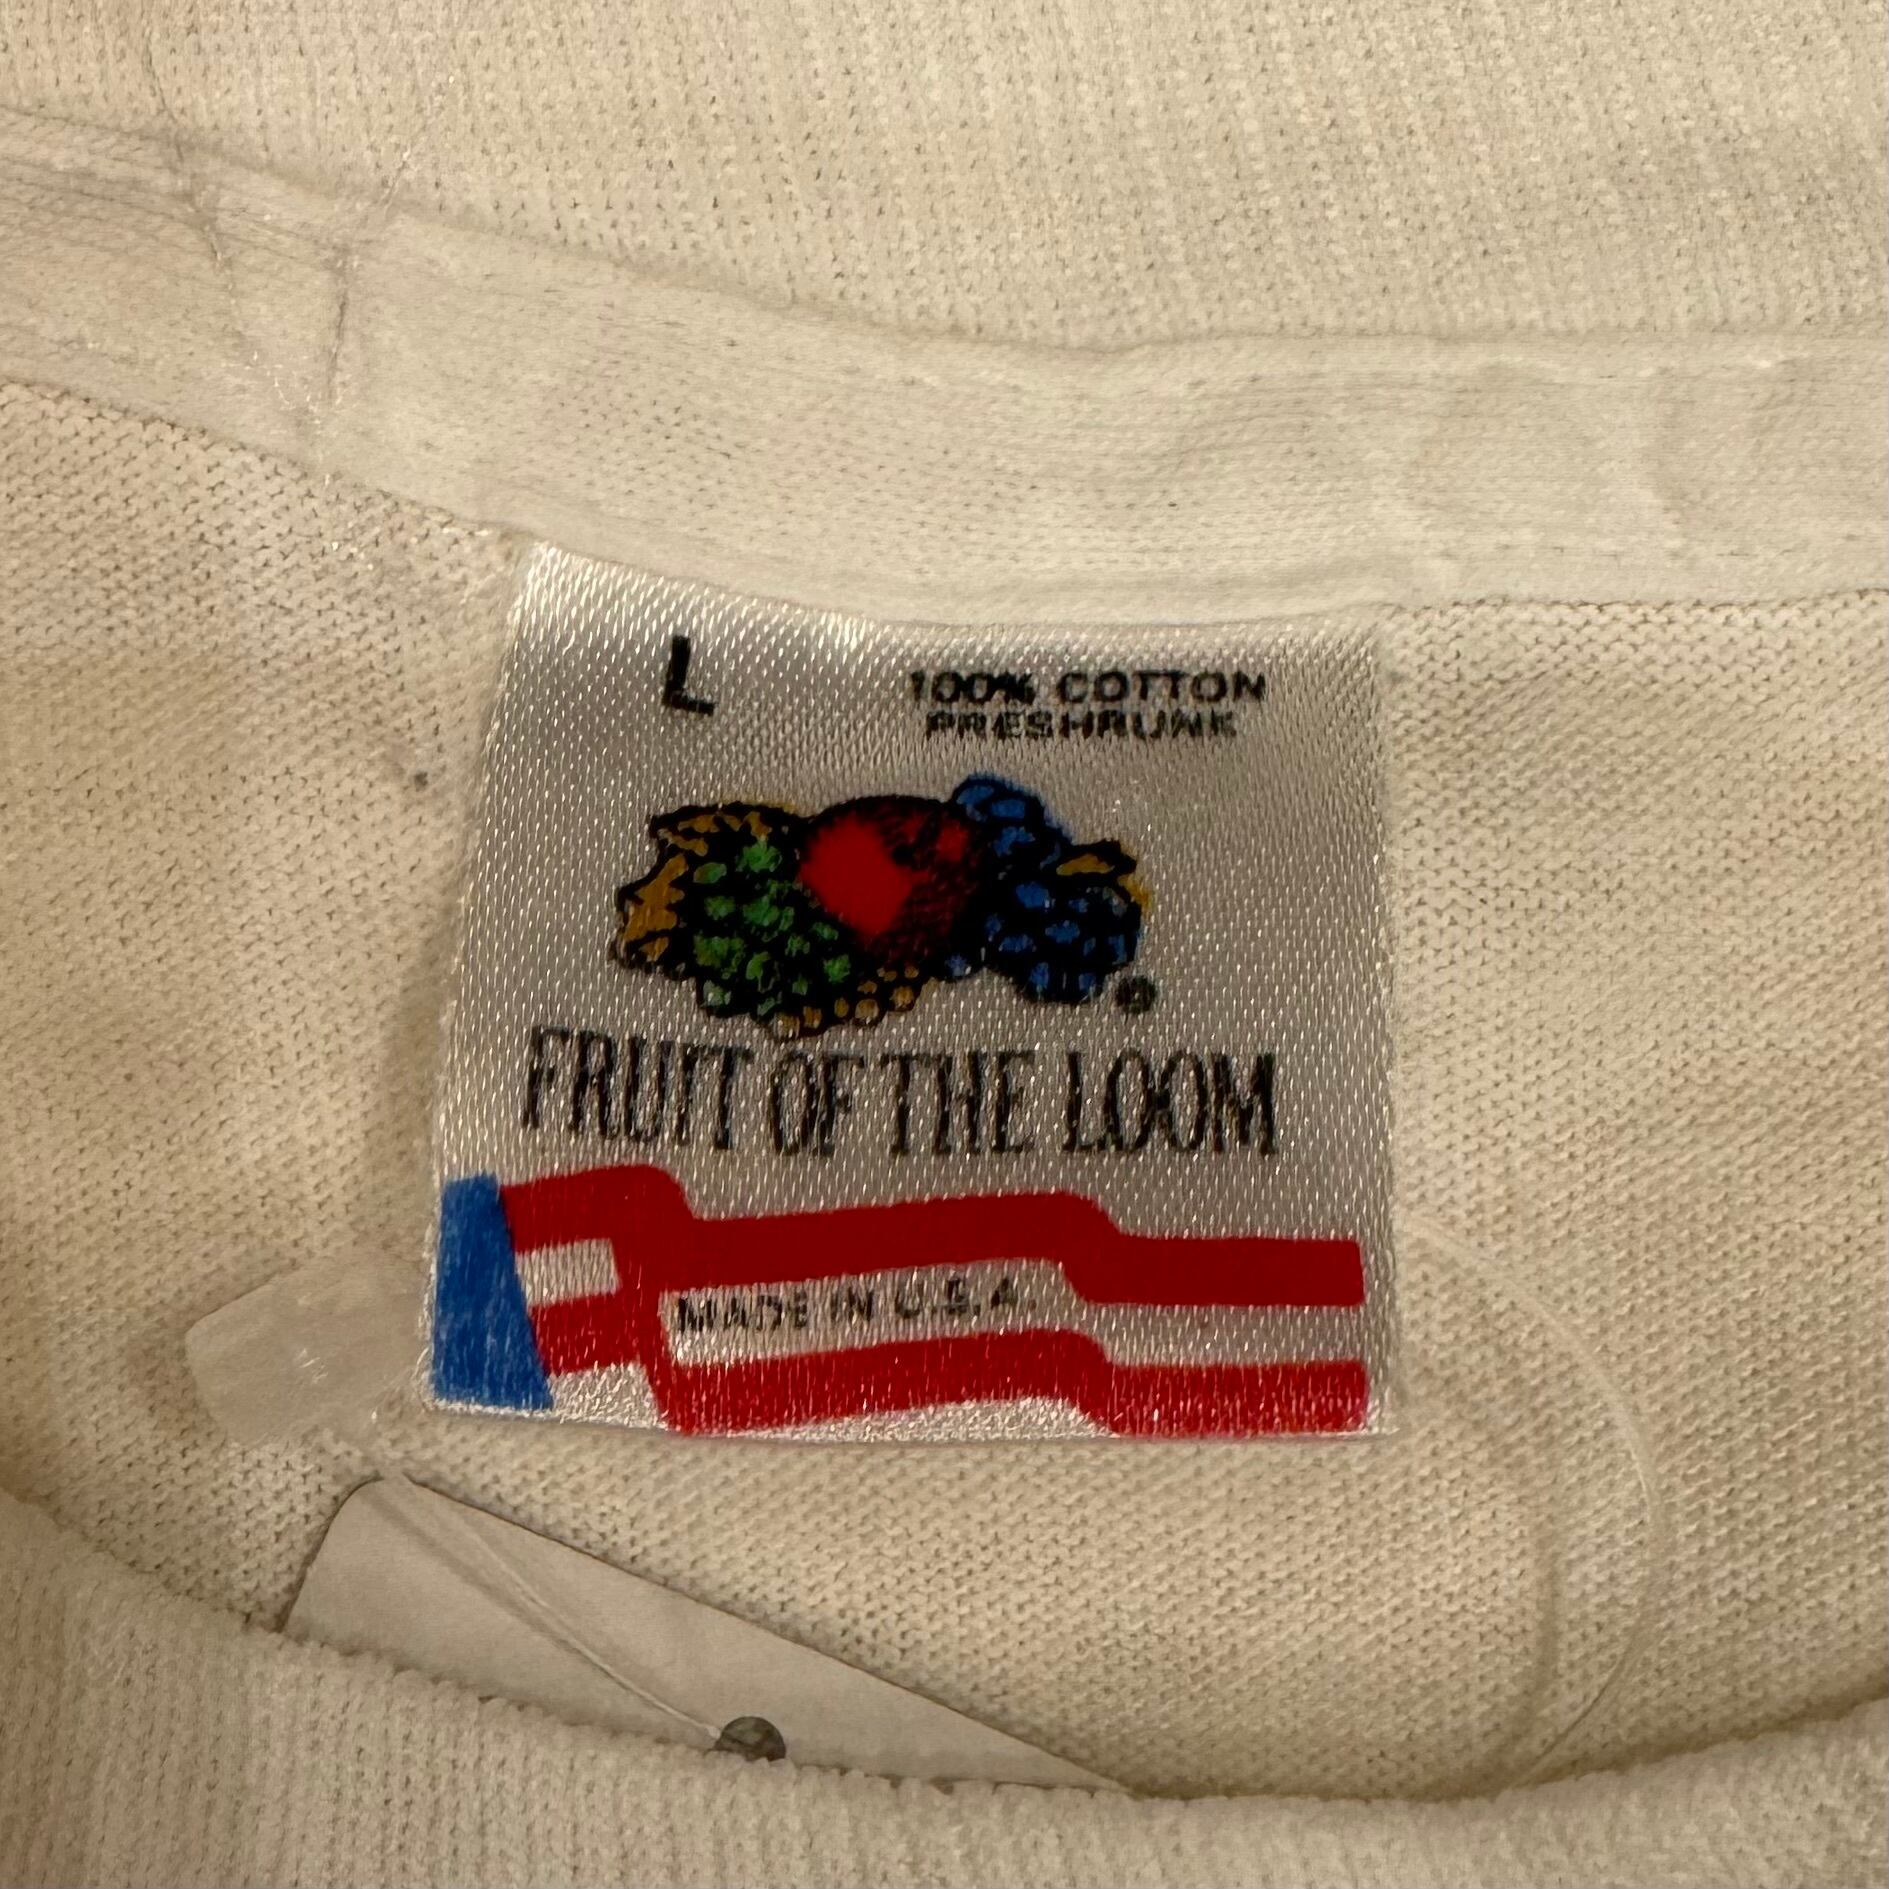 L
100% COTTON
PRESHRUNK
®
FRUIT OF THE LOOM
MADE IN U.S.A.